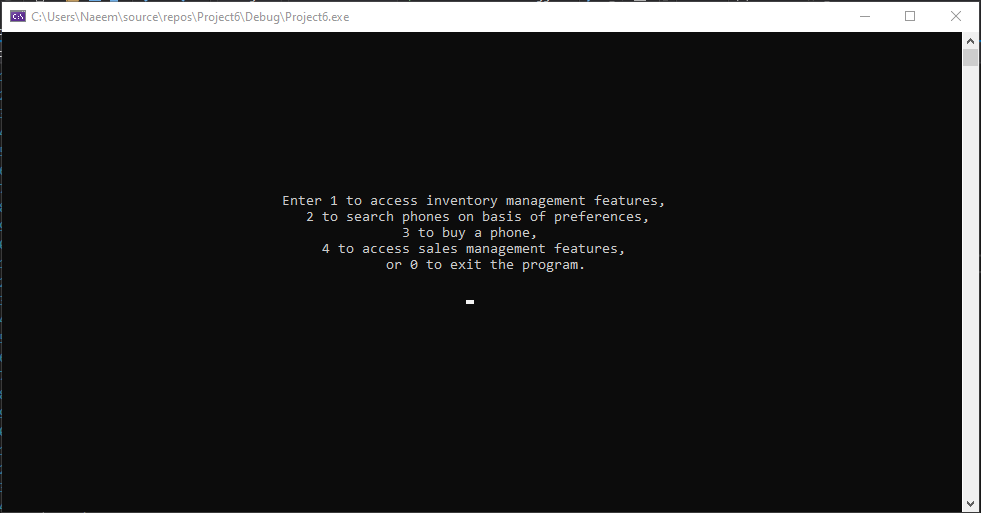 C:\Users\Naeem\source\repos\Project6\Debug\Project6.exe
Enter 1 to access inventory management features,
2 to search phones on basis of preferences,
3 to buy a phone,
4 to access sales management features,
or 0 to exit the program.